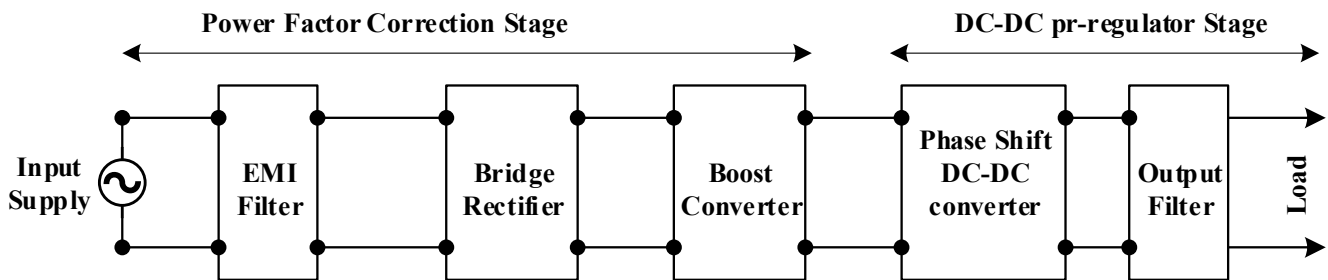 Power Factor Correction Stage
DC-DC pr-regulator Stage
Input
Supply
EMI
Filter
Bridge
Rectifier
Boost
Converter
Phase Shift
DC-DC
converter
Output
Filter
Load